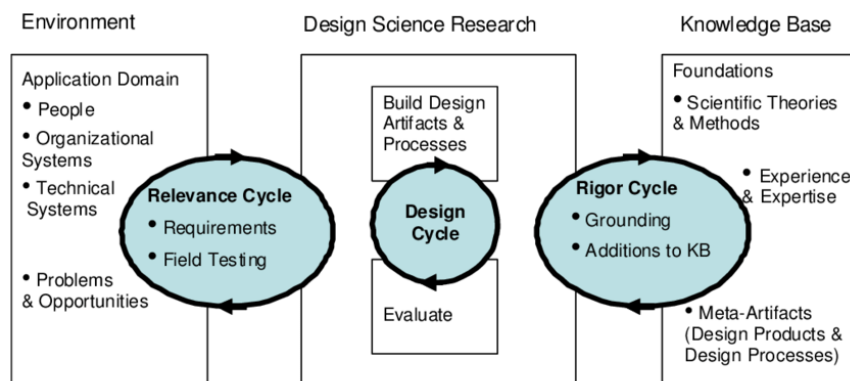 Environment
Design Science Research
Knowledge Base
Application Domain
• People
• Organizational
Systems
• Technical
Systems
• Problems
& Opportunities
Relevance Cycle
• Requirements
• Field Testing
Build Design
Artifacts &
Processes
Design
Cycle
Evaluate
Rigor Cycle
• Grounding
• Additions to KB
Foundations
• Scientific Theories
& Methods
• Experience
& Expertise
• Meta-Artifacts
(Design Products &
Design Processes)